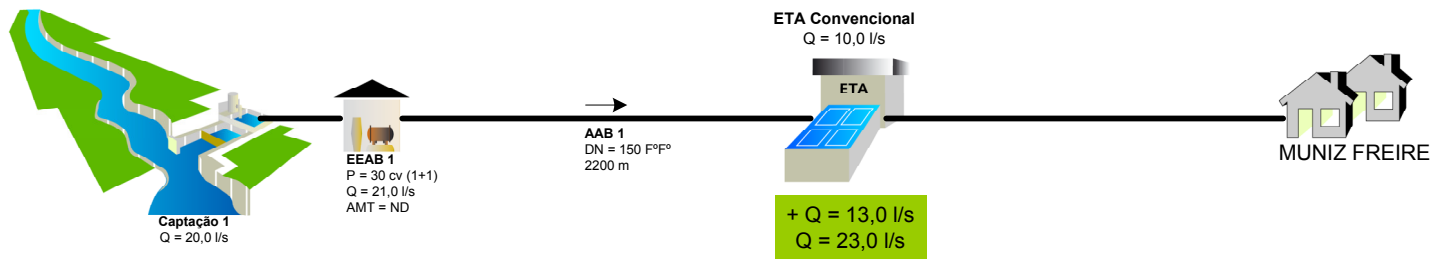 Captação 1
Q = 20,0 l/s
EEAB 1
P = 30 cv (1+1)
Q = 21,0 l/s
AMT = ND
AAB 1
DN = 150 FºFº
2200 m
ETA Convencional
Q = 10,0 l/s
ETA
+ Q = 13,0 l/s
Q = 23,0 l/s
MUNIZ FREIRE